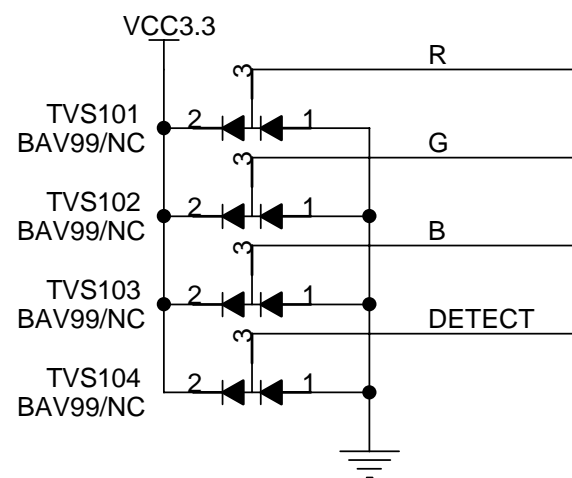 VCC3.3
R
3
TVS101
BAV99/NC
2 1
G
3
TVS102
BAV99/NC
2 1
B
3
TVS103
BAV99/NC
2 1
DETECT
3
TVS104
BAV99/NC
2 1